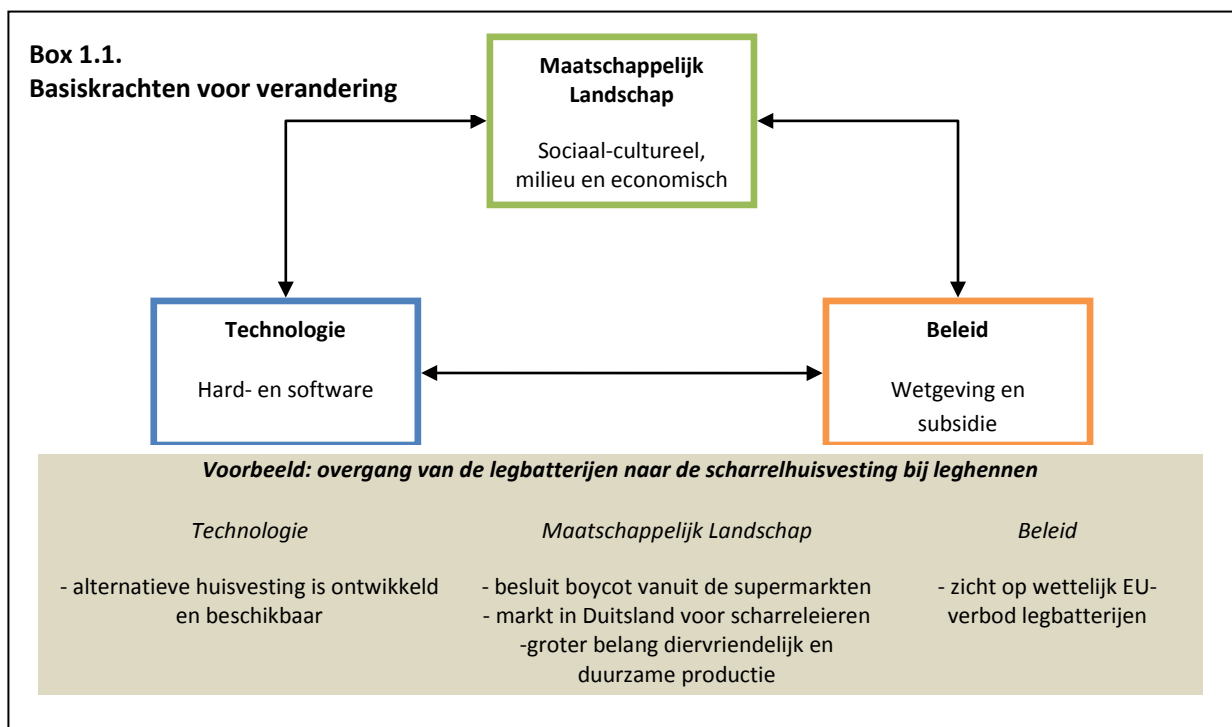 Box 1.1.
Basiskrachten voor verandering
Maatschappelijk
Landschap
Sociaal-cultureel,
milieu en economisch
Technologie
Hard- en software
Beleid
Wetgeving en
subsidie
Voorbeeld: overgang van de legbatterijen naar de scharrelhuisvesting bij leghennen
Technologie
- alternatieve huisvesting is ontwikkeld
en beschikbaar
Maatschappelijk Landschap
- besluit boycot vanuit de supermarkten
- markt in Duitsland voor scharreleieren
-groter belang diervriendelijk en
duurzame productie
Beleid
- zicht op wettelijk EU-
verbod legbatterijen